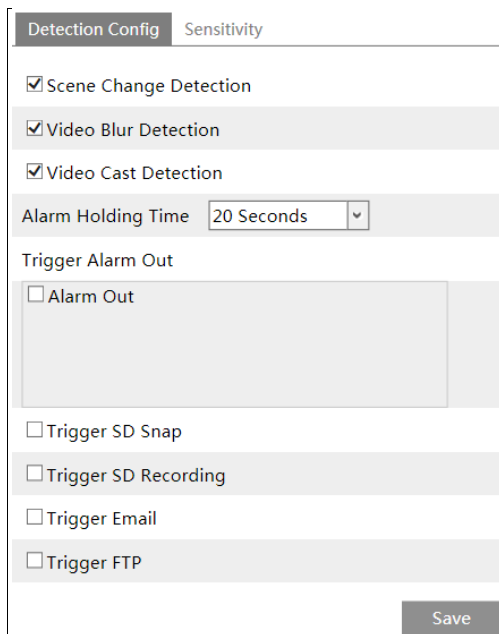 Detection Config Sensitivity
Scene Change Detection
Video Blur Detection
Video Cast Detection
Alarm Holding Time 20 Seconds
Trigger Alarm Out
Alarm Out
Trigger SD Snap
Trigger SD Recording
Trigger Email
Trigger FTP
Save